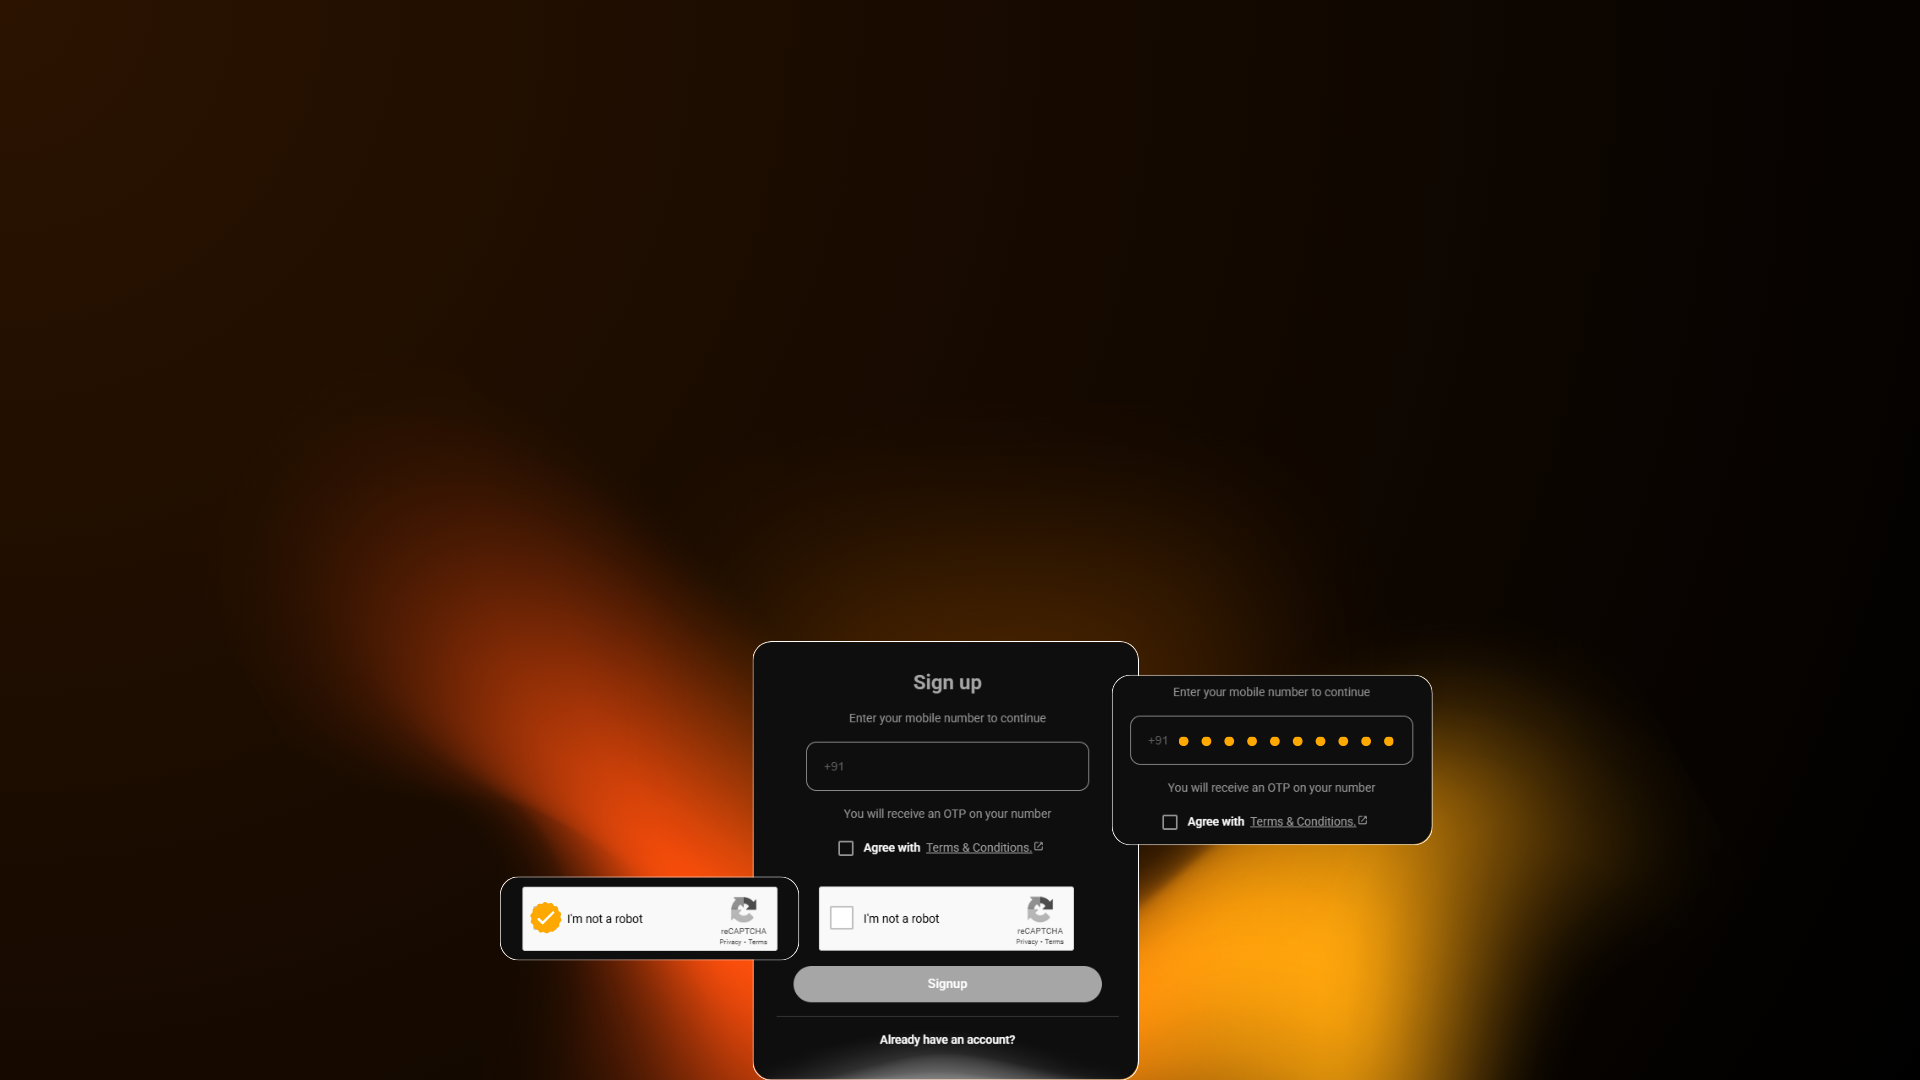 Sign up
Enter your mobile number to continue
+91
You will receive an OTP on your number
Agree with Terms & Conditions.
I'm not a robot
reCAPTCHA
Privacy • Terms
Signup
Already have an account?
Enter your mobile number to continue
+91
You will receive an OTP on your number
Agree with Terms & Conditions.
I'm not a robot
reCAPTCHA
Privacy • Terms